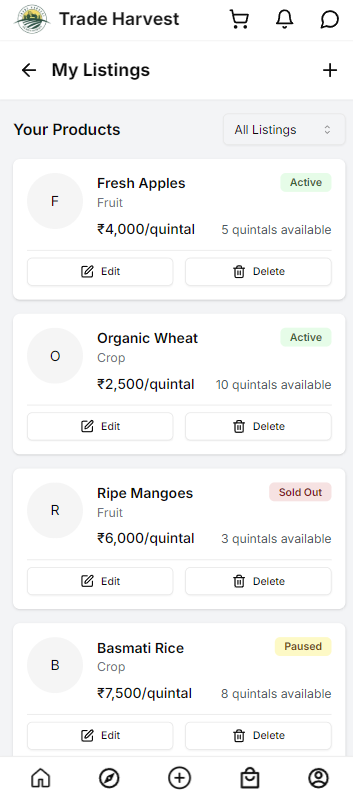 Trade Harvest
My Listings
Your Products
All Listings
F
Fresh Apples
Active
Fruit
₹4,000/quintal
5 quintals available
Edit
Delete
O
Organic Wheat
Active
Crop
₹2,500/quintal
10 quintals available
Edit
Delete
R
Ripe Mangoes
Sold Out
Fruit
₹6,000/quintal
3 quintals available
Edit
Delete
B
Basmati Rice
Paused
Crop
₹7,500/quintal
8 quintals available
Edit
Delete